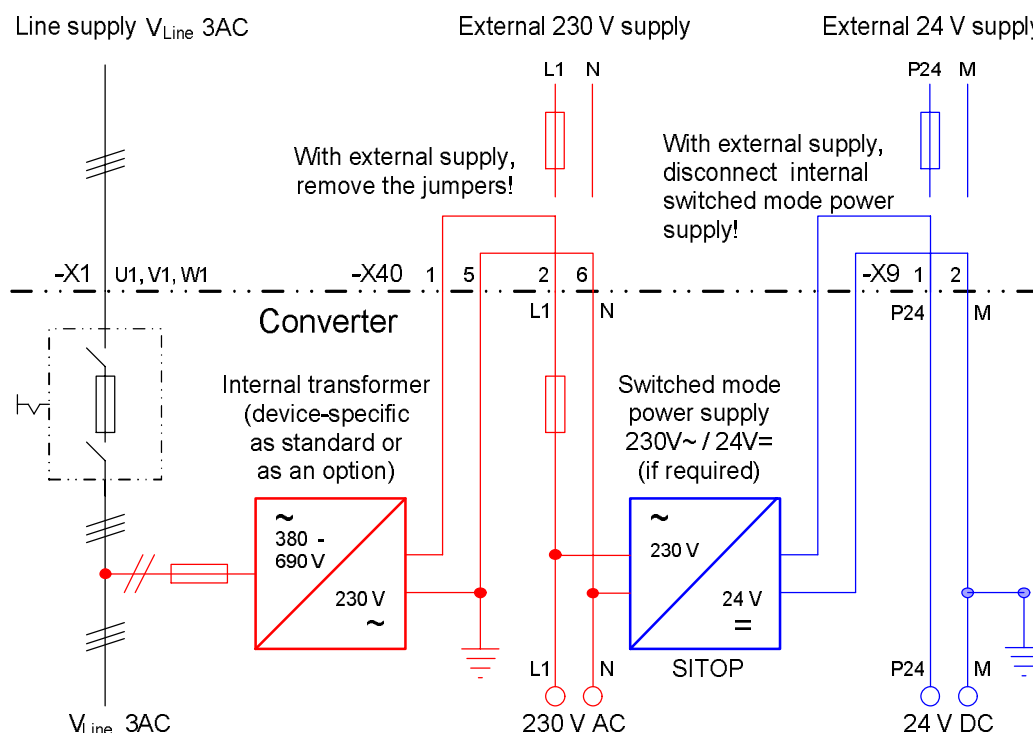 Line supply V Line 3AC
External 230 V supply
External 24 V supply
L1 N
P24 M
With external supply,
remove the jumpers!
With external supply,
disconnect internal
switched mode power
supply!
-X1 U1, V1, W1
-X40 1 5 2 6
-X9 1 2
Converter
L1 N
P24 M
Internal transformer
(device-specific
as standard or
as an option)
Switched mode
power supply
230V~ / 24V=
(if required)
~
380 -
690 V
230 V
~
~
230 V
24 V
=
SITOP
L1 N
P24 M
V Line 3AC
230 V AC
24 V DC